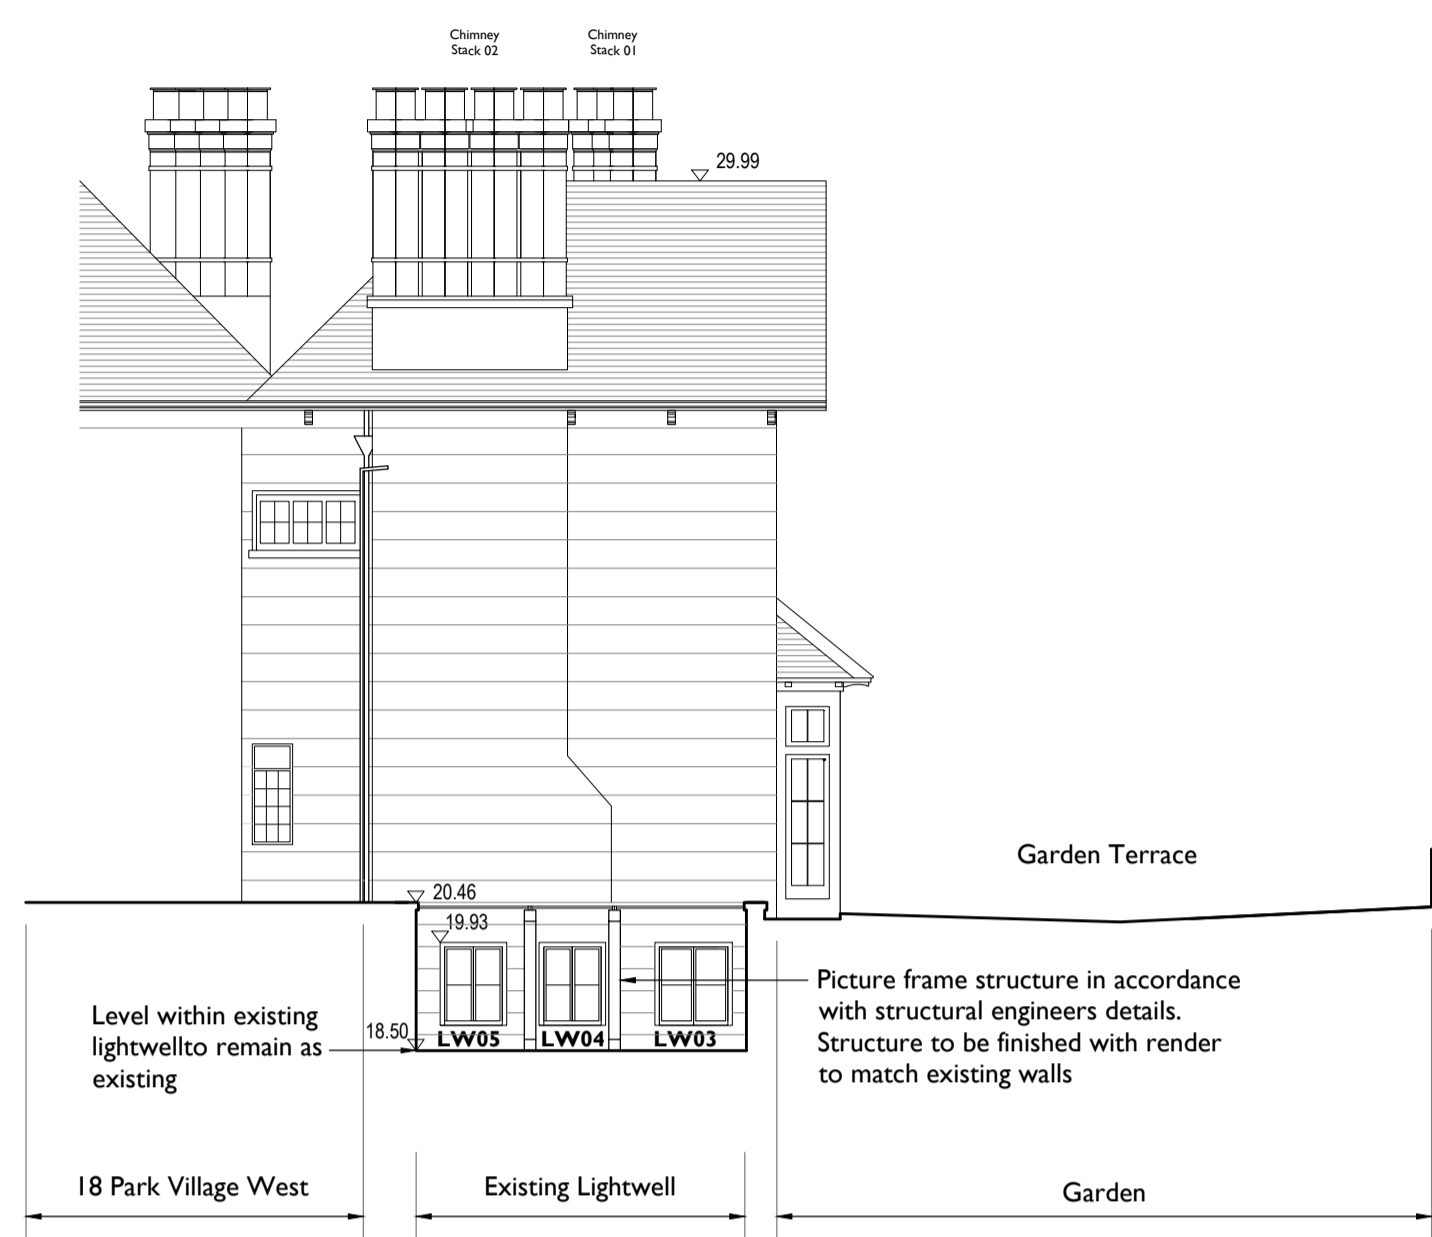 Chimney
Stack 02
Chimney
Stack 01
29.99
Garden Terrace
20.46
19.93
18.50
LW05
LW04
LW03
Level within existing
lightwellto remain as
existing
Picture frame structure in accordance
with structural engineers details.
Structure to be finished with render
to match existing walls
18 Park Village West
Existing Lightwell
Garden